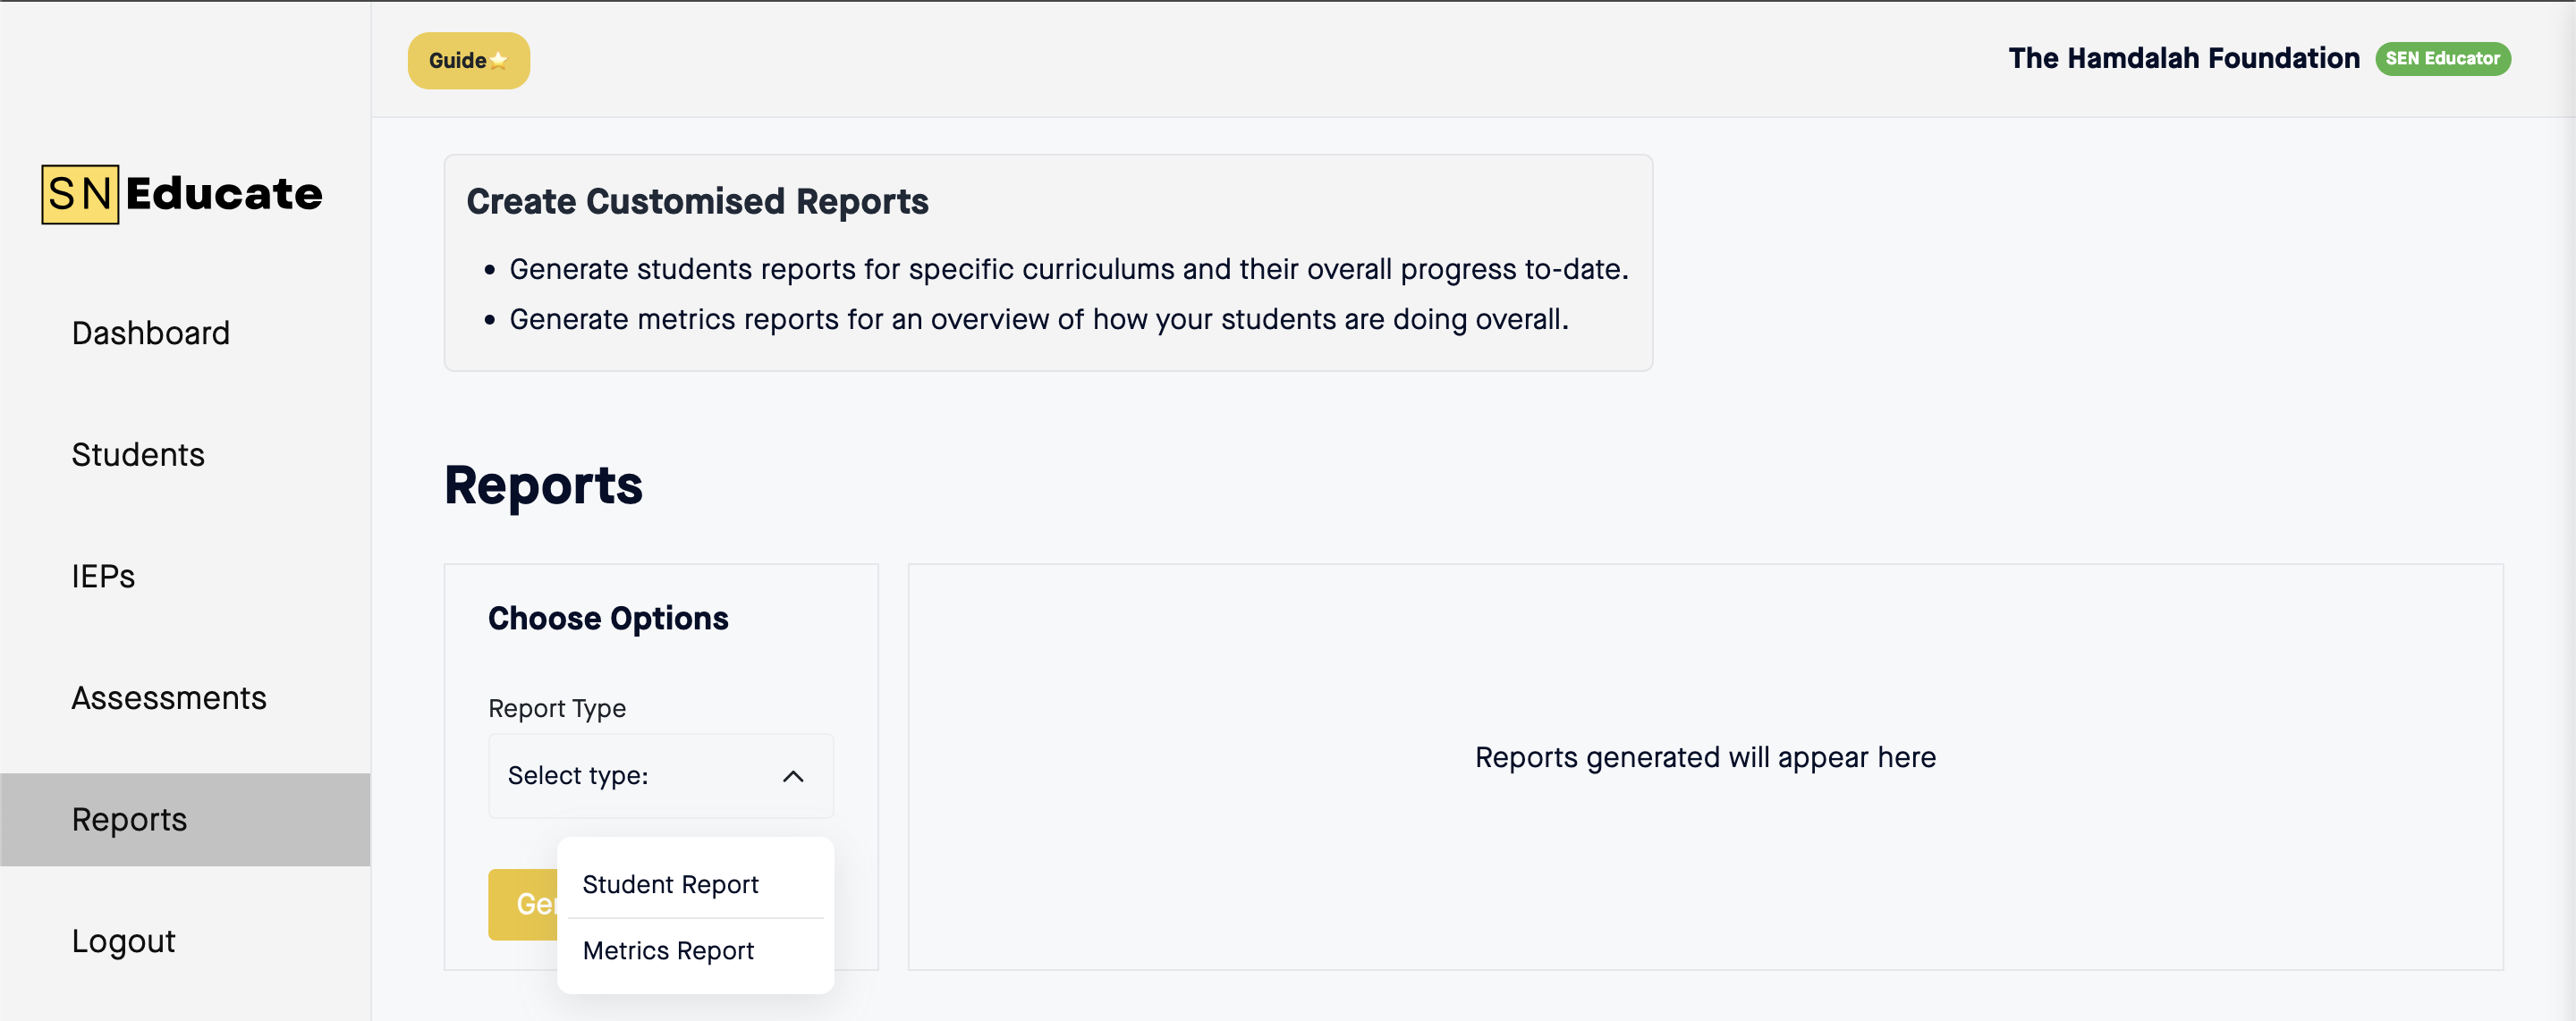 Guide
The Hamdalah Foundation
SEN Educator
SN Educate
Dashboard
Students
IEPs
Assessments
Reports
Logout
Create Customised Reports
• Generate students reports for specific curriculums and their overall progress to-date.
• Generate metrics reports for an overview of how your students are doing overall.
Reports
Choose Options
Report Type
Select type:
Student Report
Metrics Report
Reports generated will appear here